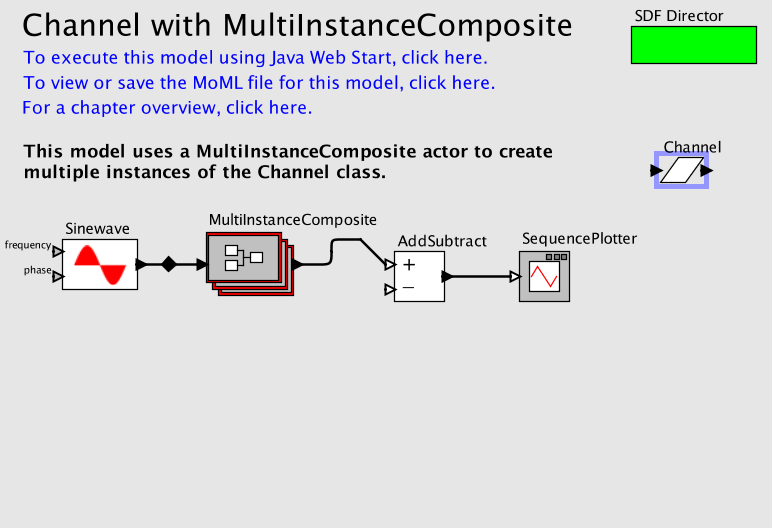 Channel with MultiInstanceComposite
SDF Director
To execute this model using Java Web Start, click here.
To view or save the MoML file for this model, click here.
For a chapter overview, click here.
This model uses a MultiInstanceComposite actor to create
multiple instances of the Channel class.
Channel
Sinewave
MultiInstanceComposite
AddSubtract
SequencePlotter
frequency
phase
+
−